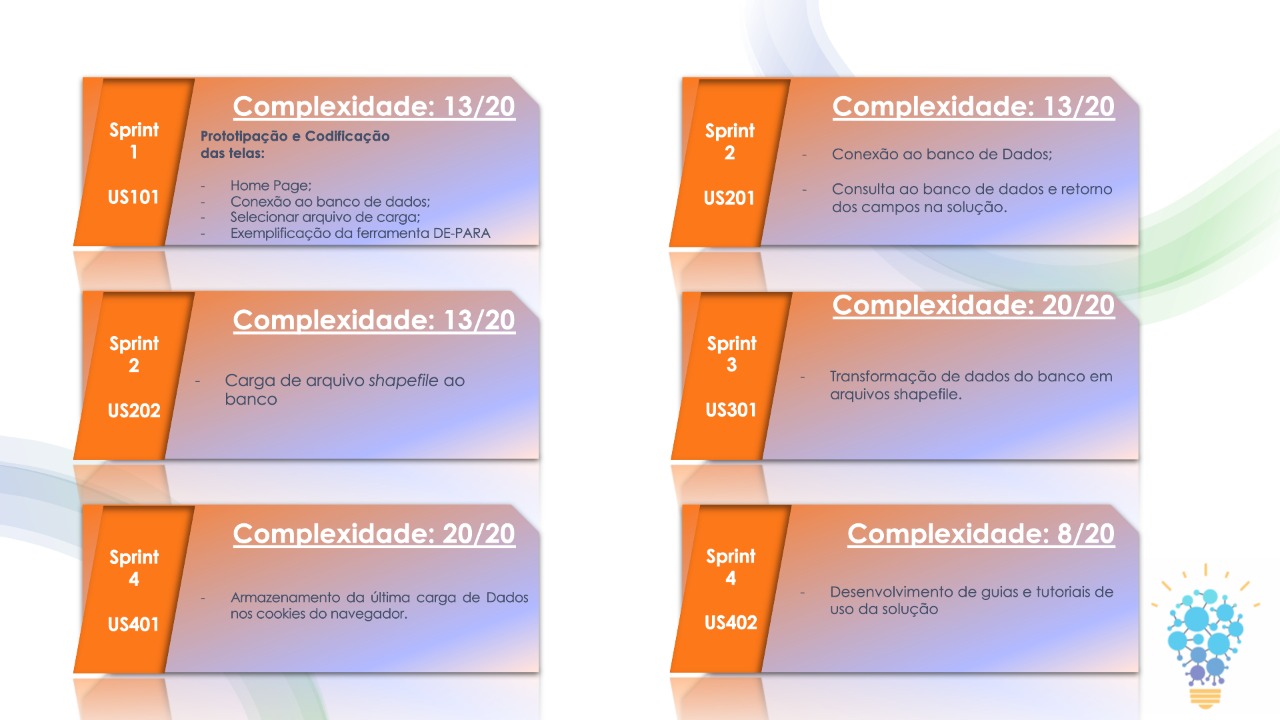 Sprint
1
US101
Complexidade: 13/20
Prototipação e Codificação
das telas:
- Home Page;
- Conexão ao banco de dados;
- Selecionar arquivo de carga;
- Exemplificação da ferramenta DE-PARA
Sprint
2
US201
Complexidade: 13/20
- Conexão ao banco de Dados;
- Consulta ao banco de dados e retorno
dos campos na solução.
Sprint
2
US202
Complexidade: 13/20
- Carga de arquivo shapefile ao
banco
Sprint
3
US301
Complexidade: 20/20
- Transformação de dados do banco em
arquivos shapefile.
Sprint
4
US401
Complexidade: 20/20
- Armazenamento da última carga de Dados
nos cookies do navegador.
Sprint
4
US402
Complexidade: 8/20
- Desenvolvimento de guias e tutoriais de
uso da solução